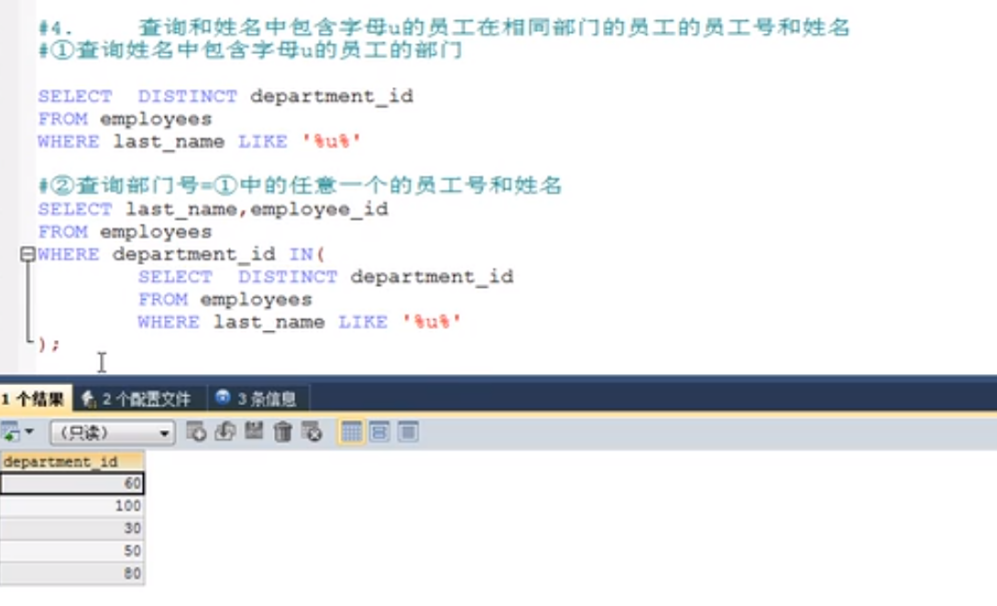 #4. 查询和姓名中包含字母u的员工在相同部门的员工的员工号和姓名
#①查询姓名中包含字母u的员工的部门
SELECT DISTINCT department_id
FROM employees
WHERE last_name LIKE '%u%'
#②查询部门号=①中的任意一个的员工号和姓名
SELECT last_name,employee_id
FROM employees
WHERE department_id IN(
SELECT DISTINCT department_id
FROM employees
WHERE last_name LIKE '%u%'
);
1 个结果 2 个配置文件 3 条信息
(只读)
department_id
60
100
30
50
80